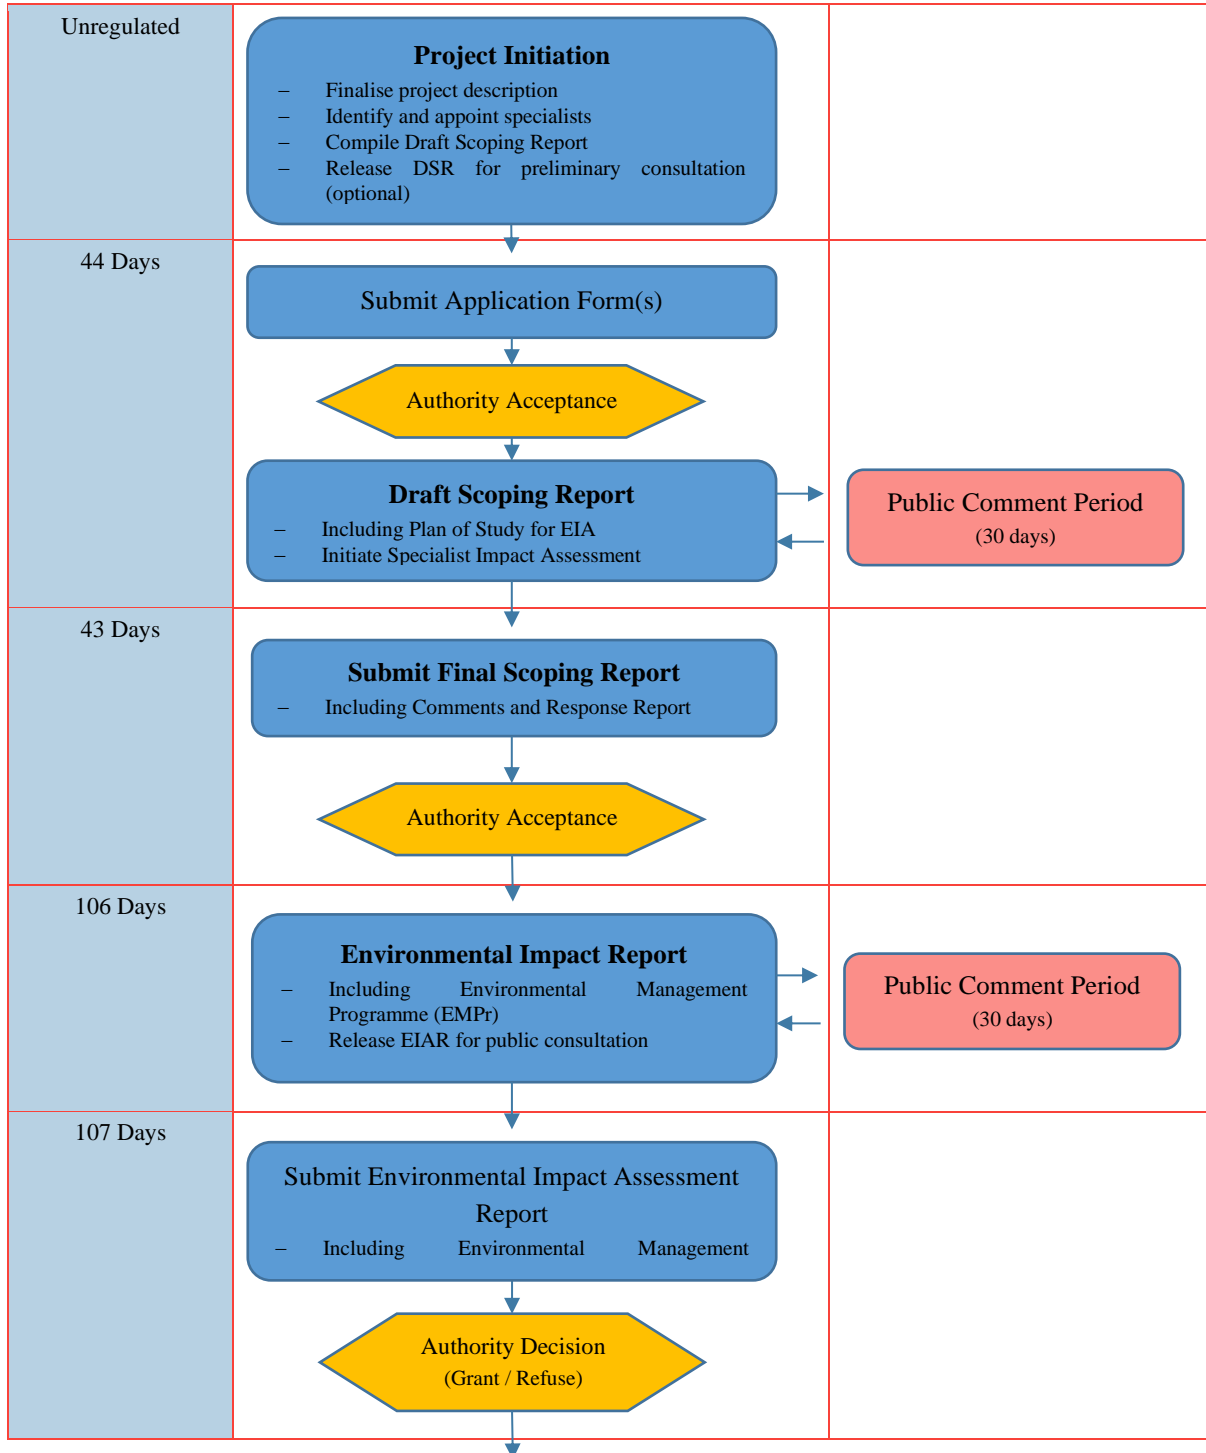 Unregulated
Project Initiation
– Finalise project description
– Identify and appoint specialists
– Compile Draft Scoping Report
– Release DSR for preliminary consultation
(optional)
44 Days
Submit Application Form(s)
Authority Acceptance
Draft Scoping Report
– Including Plan of Study for EIA
– Initiate Specialist Impact Assessment
Public Comment Period
(30 days)
43 Days
Submit Final Scoping Report
– Including Comments and Response Report
Authority Acceptance
106 Days
Environmental Impact Report
– Including Environmental Management
Programme (EMPr)
– Release EIAR for public consultation
Public Comment Period
(30 days)
107 Days
Submit Environmental Impact Assessment
Report
– Including Environmental Management
Authority Decision
(Grant / Refuse)